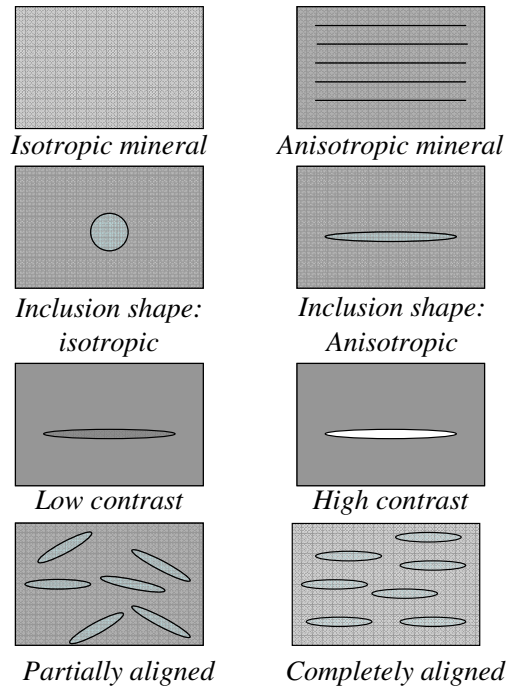 Isotropic mineral
Anisotropic mineral
Inclusion shape:
isotropic
Inclusion shape:
Anisotropic
Low contrast
High contrast
Partially aligned
Completely aligned